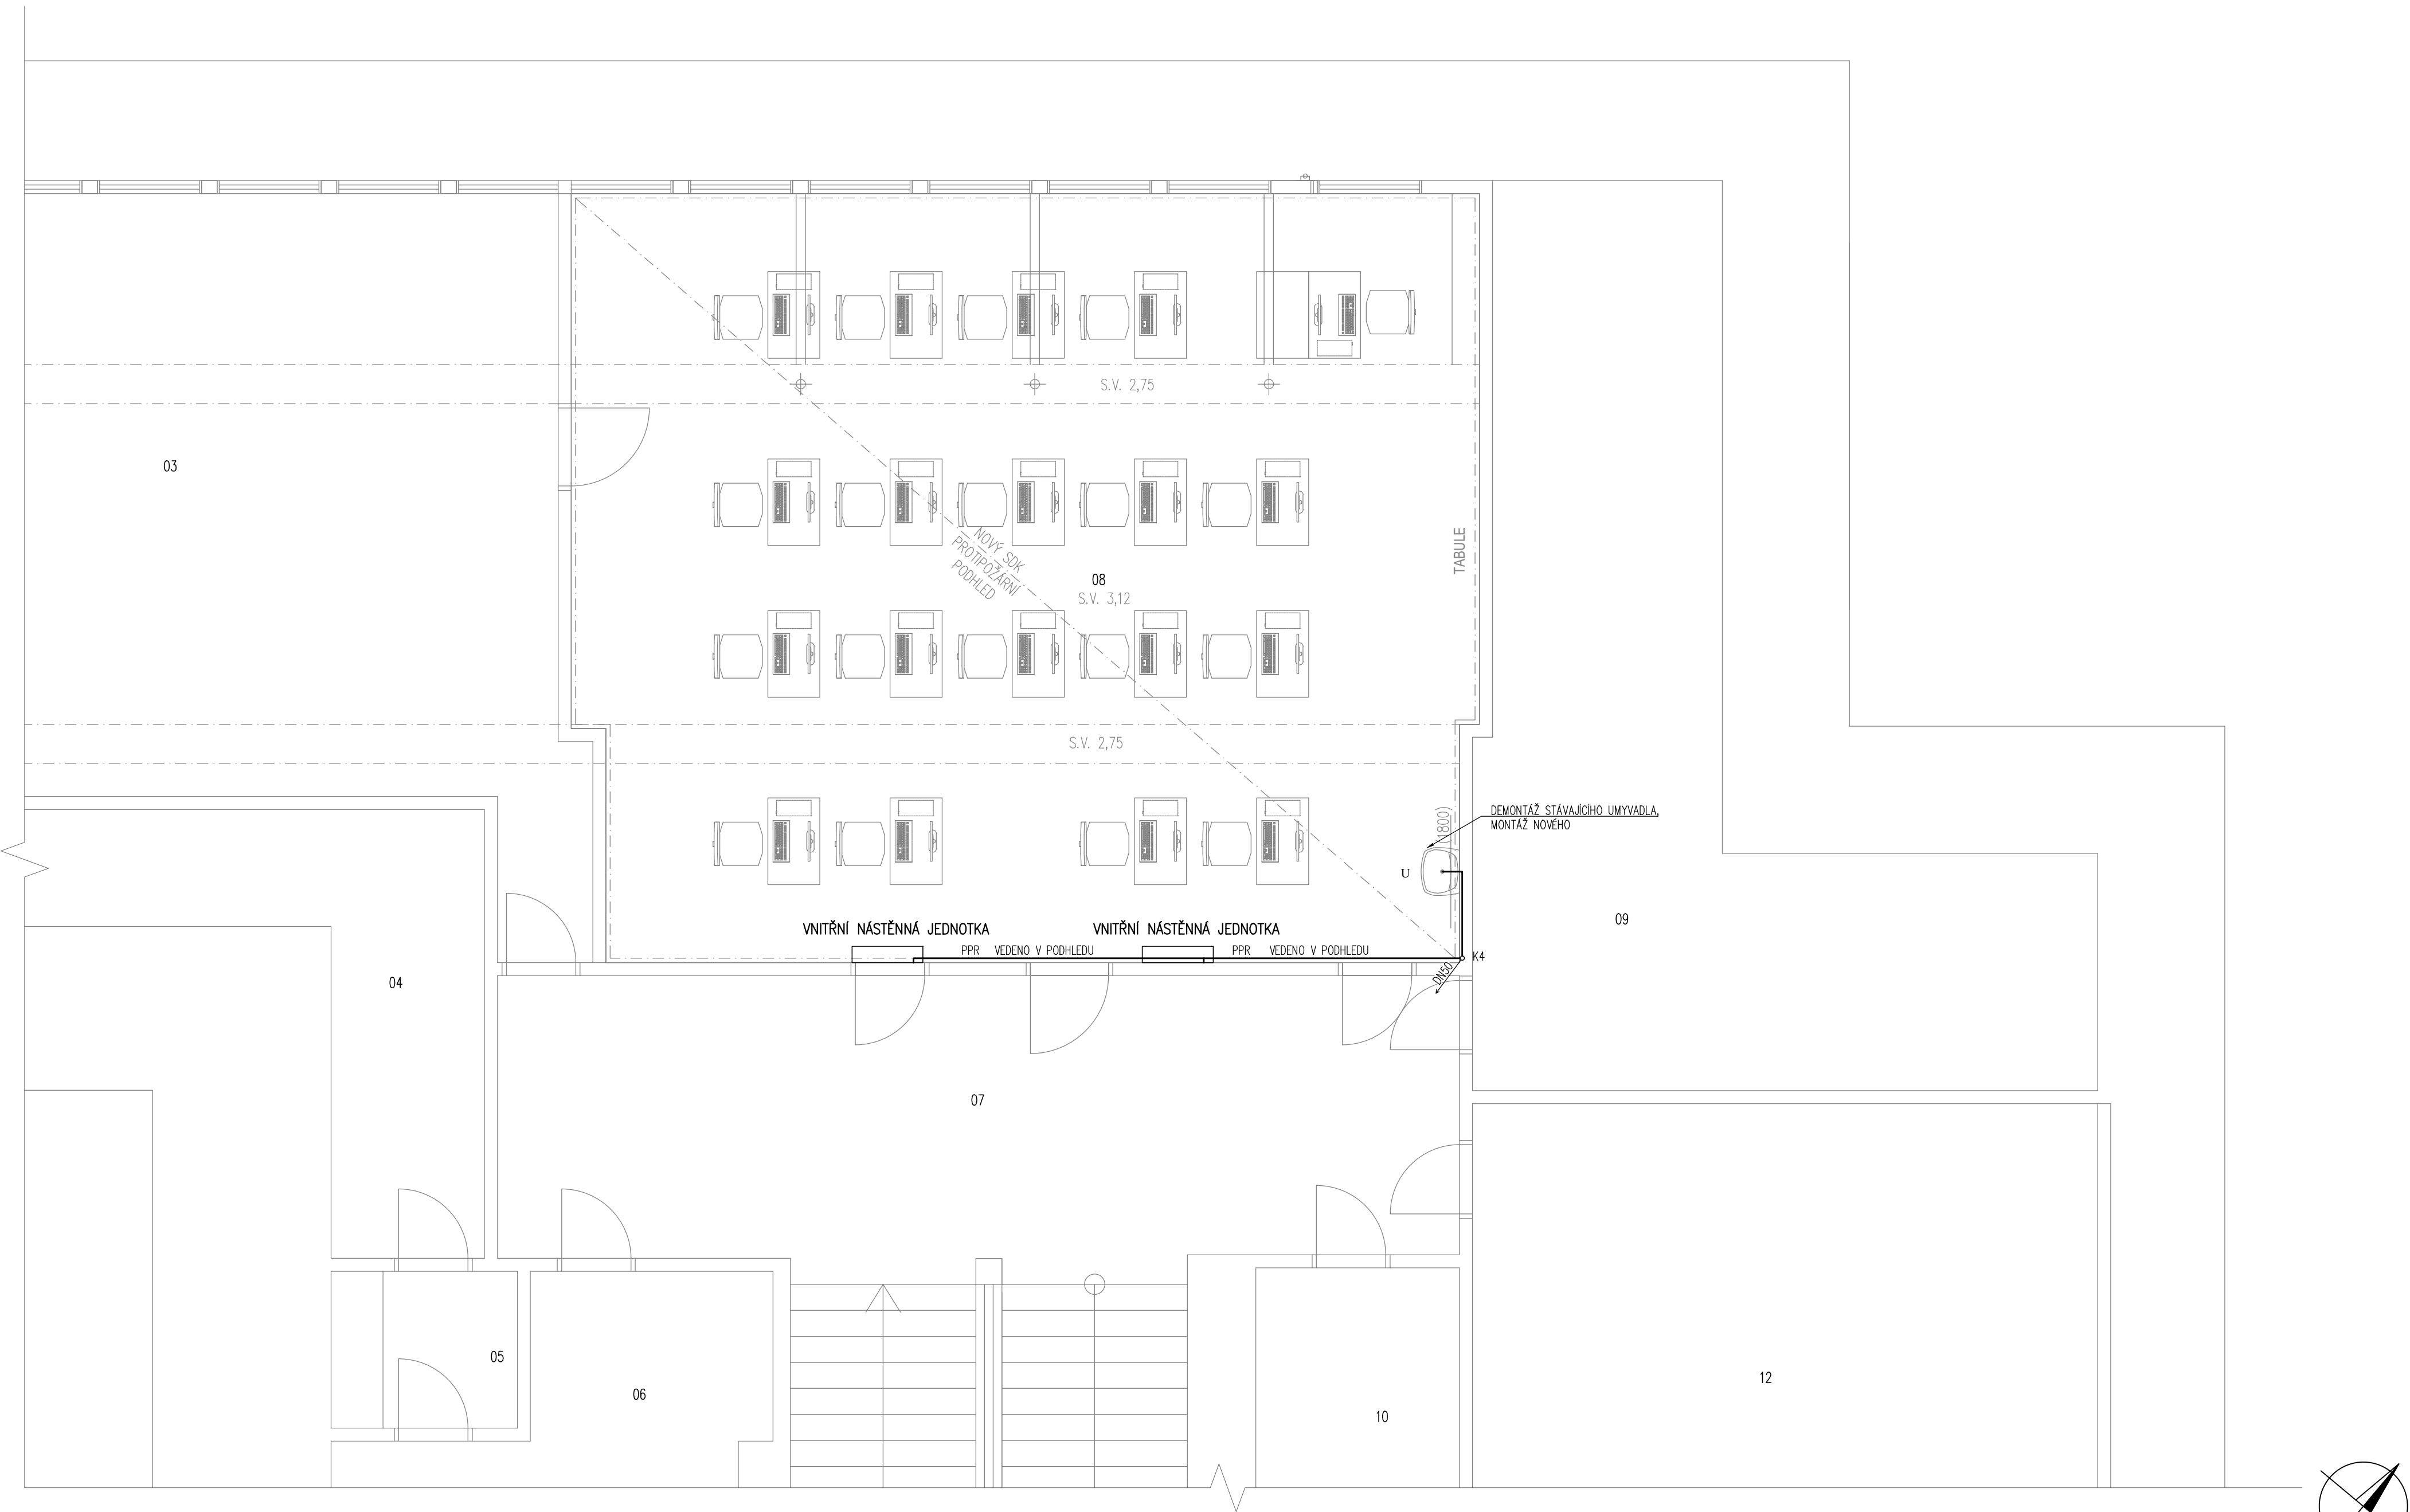 S.V. 2,75
03
TABULE
NOVÝ SDK
PROTIPOŽÁRNÍ
PODHLED
08
S.V. 3,12
S.V. 2,75
(1800)
DEMONTÁŽ STÁVAJÍCÍHO UMYVADLA,
MONTÁŽ NOVÉHO
U
09
VNITŘNÍ NÁSTĚNNÁ JEDNOTKA
VNITŘNÍ NÁSTĚNNÁ JEDNOTKA
PPR VEDENO V PODHLEDU
PPR VEDENO V PODHLEDU
K4
DN50
04
07
05
06
12
10